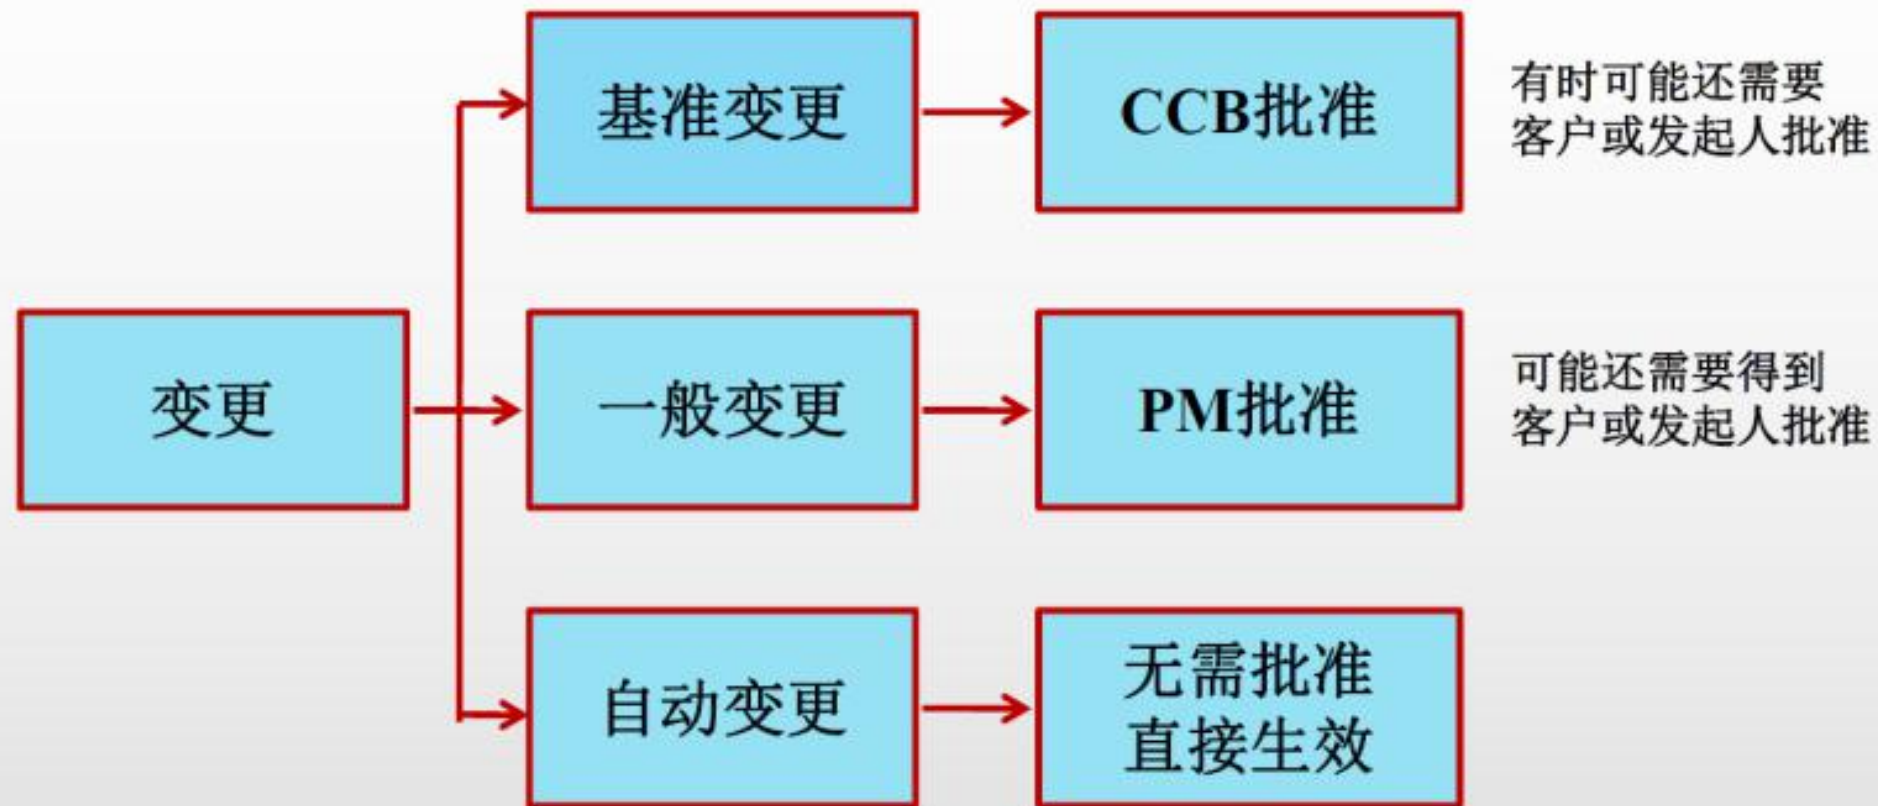 基准变更
CCB批准
有时可能还需要
客户或发起人批准
变更
一般变更
PM批准
可能还需要得到
客户或发起人批准
自动变更
无需批准
直接生效